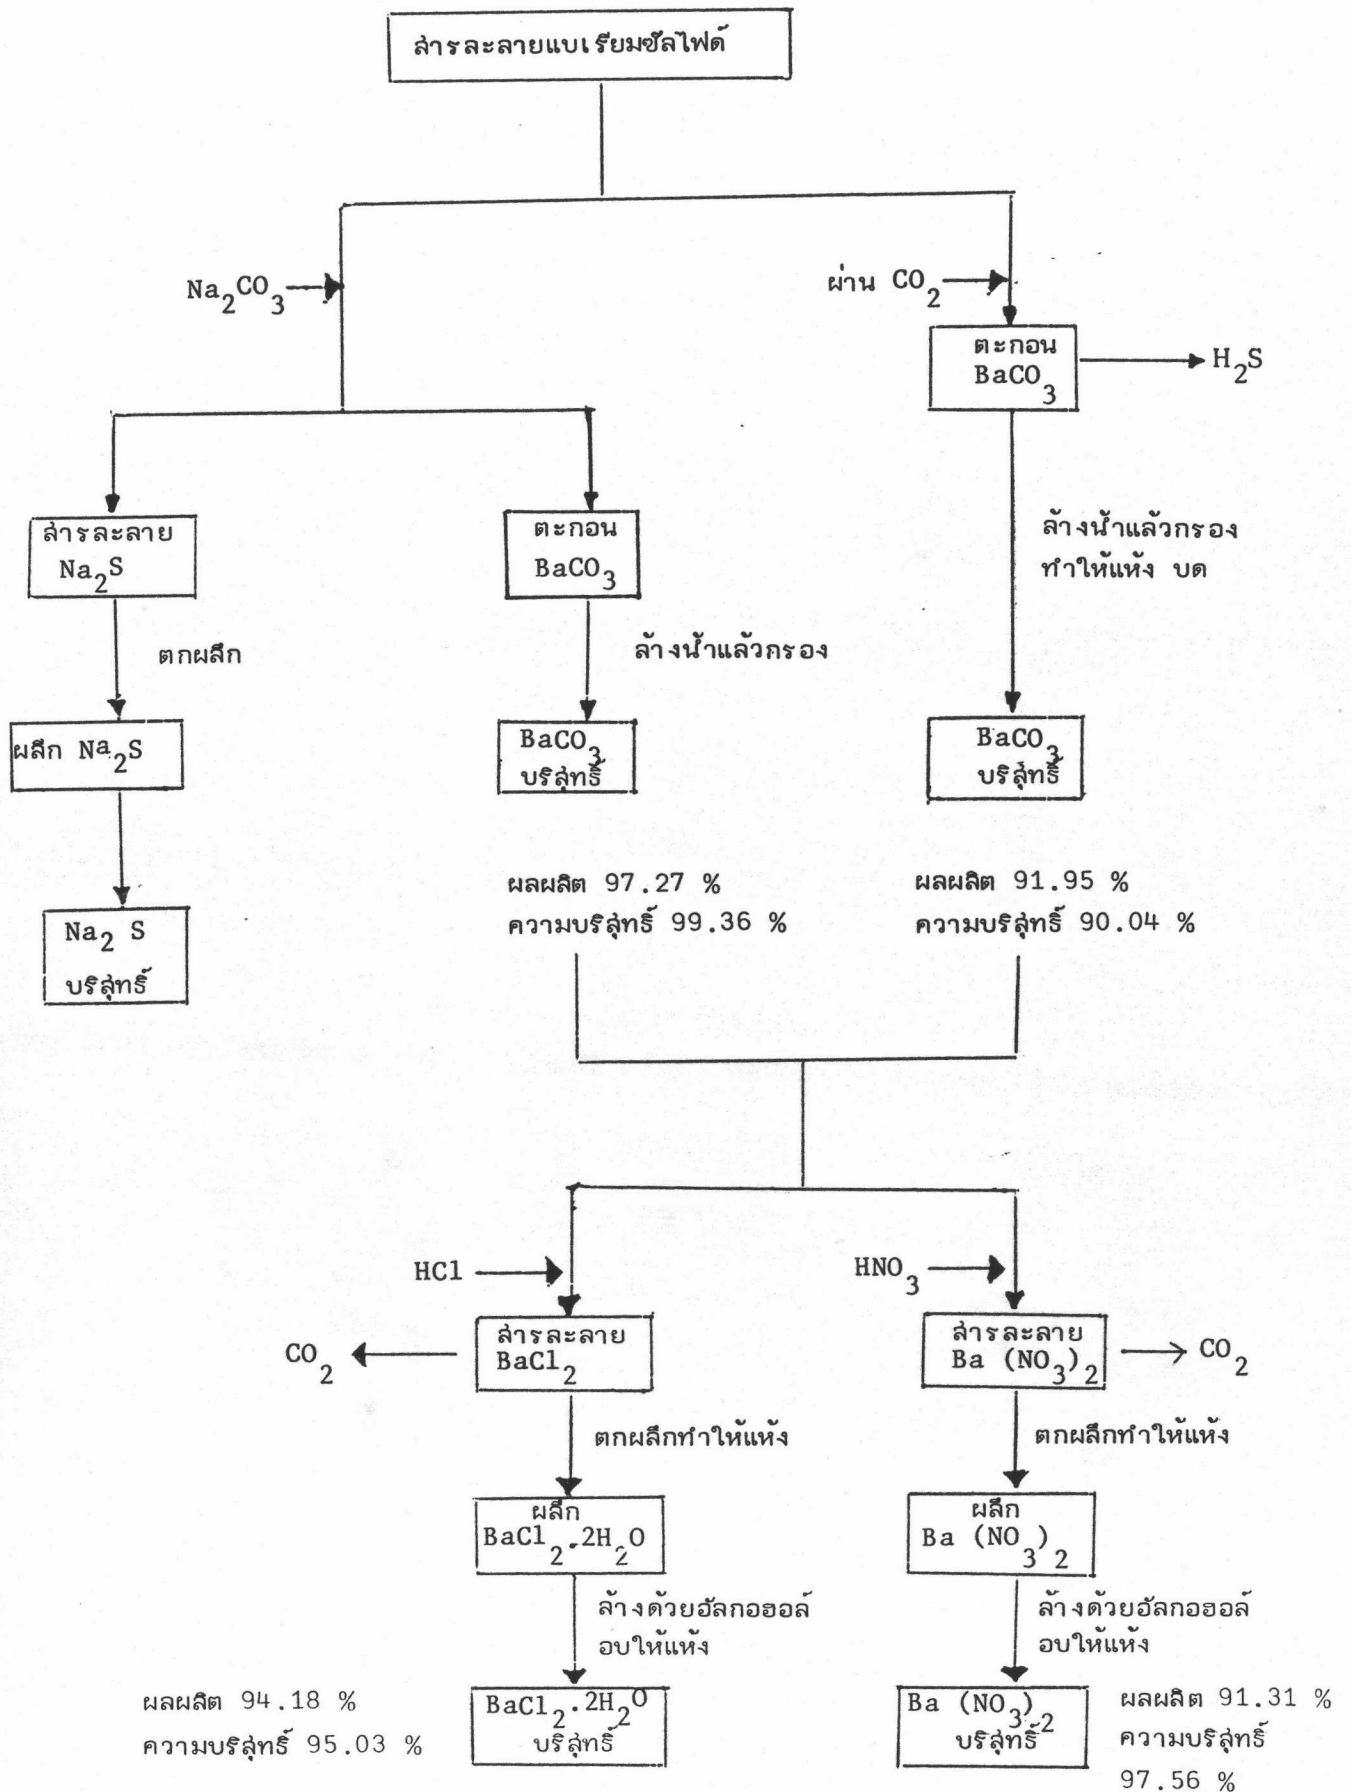 สารละลายแบเรียมซัลไฟด์
Na2CO3
ผ่าน CO2
ตะกอน
BaCO3
H2S
สารละลาย
Na2S
ตะกอน
BaCO3
ล้างน้ำแล้วกรอง
ทำให้แห้ง บด
ตกผลึก
ล้างน้ำแล้วกรอง
ผลึก Na2S
BaCO3
บริสุทธิ์
BaCO3
บริสุทธิ์
ผลผลิต 97.27 %
ความบริสุทธิ์ 99.36 %
ผลผลิต 91.95 %
ความบริสุทธิ์ 90.04 %
Na2 S
บริสุทธิ์
HCl
HNO3
CO2
สารละลาย
BaCl2
สารละลาย
Ba (NO3)2
CO2
ตกผลึกทำให้แห้ง
ตกผลึกทำให้แห้ง
ผลึก
BaCl2.2H2O
ผลึก
Ba (NO3)2
ล้างด้วยอัลกอฮอล์
อบให้แห้ง
ล้างด้วยอัลกอฮอล์
อบให้แห้ง
ผลผลิต 94.18 %
ความบริสุทธิ์ 95.03 %
BaCl2.2H2O
บริสุทธิ์
Ba (NO3)2
บริสุทธิ์
ผลผลิต 91.31 %
ความบริสุทธิ์
97.56 %